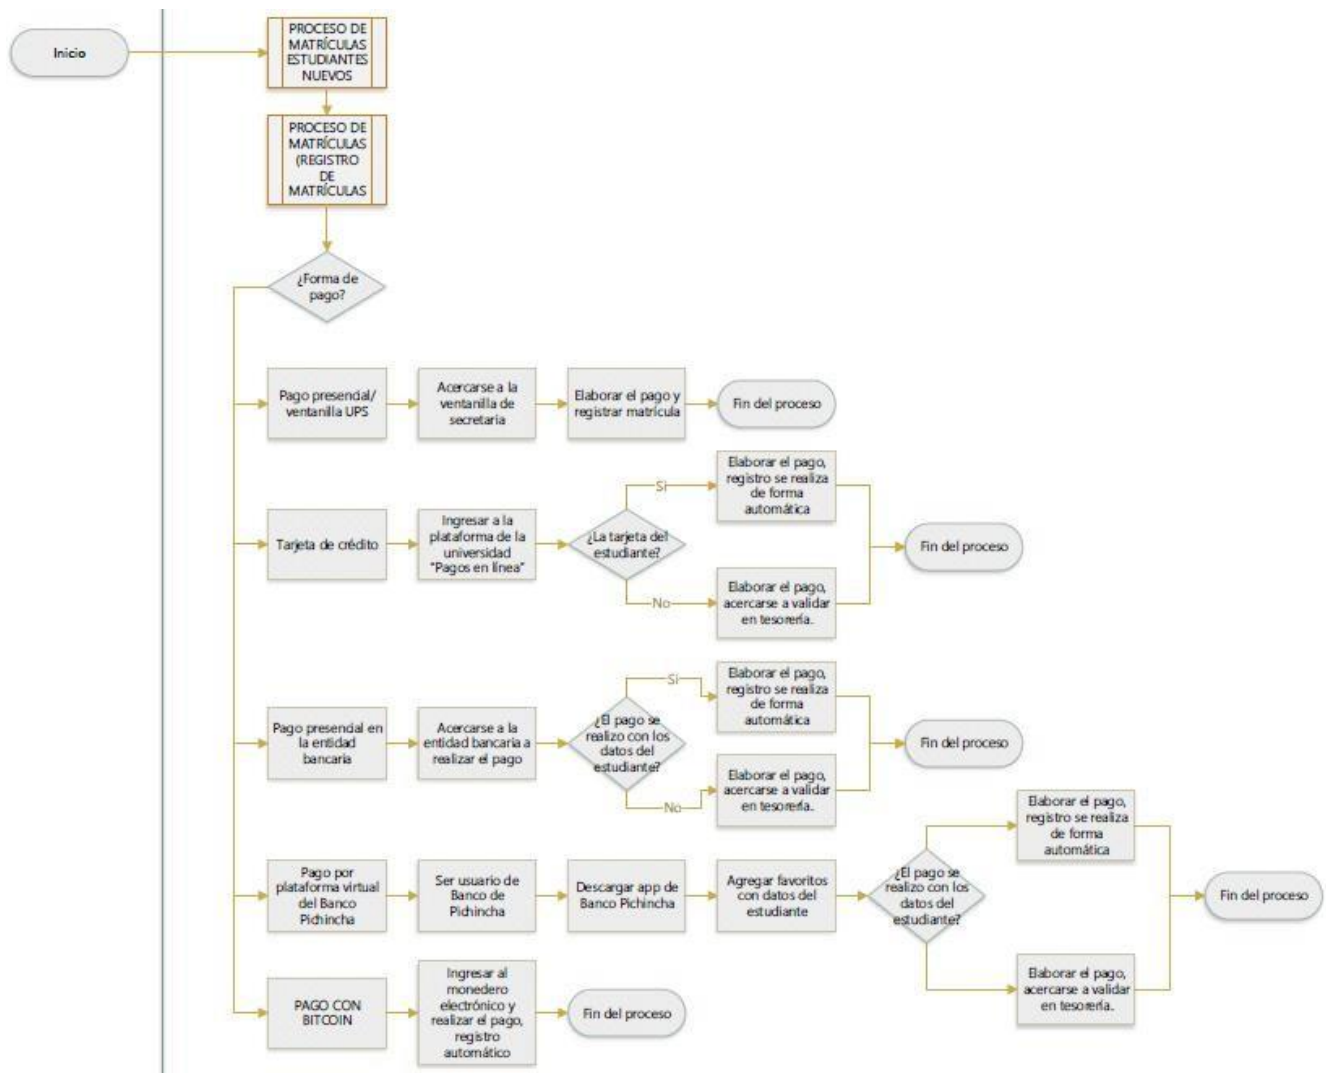 Inicio
PROCESO DE
MATRÍCULAS
ESTUDIANTES
NUEVOS
PROCESO DE
MATRÍCULAS
(REGISTRO
DE
MATRÍCULAS
¿Forma de
pago?
Pago presencial/
ventanilla UPS
Acercarse a la
ventanilla de
secretaria
Elaborar el pago y
registrar matrícula
Fin del proceso
Tarjeta de crédito
Ingresar a la
plataforma de la
universidad
"Pagos en línea"
¿La tarjeta del
estudiante?
Si
Elaborar el pago,
registro se realiza
de forma
automática
No
Elaborar el pago,
acercarse a validar
en tesorería.
Fin del proceso
Pago presencial en
la entidad
bancaria
Acercarse a la
entidad bancaria a
realizar el pago
¿El pago se
realizo con los
datos del
estudiante?
Si
Elaborar el pago,
registro se realiza
de forma
automática
No
Elaborar el pago,
acercarse a validar
en tesorería.
Fin del proceso
Pago por
plataforma virtual
del Banco
Pichincha
Ser usuario de
Banco de
Pichincha
Descargar app de
Banco Pichincha
Agregar favoritos
con datos del
estudiante
¿El pago se
realizo con los
datos del
estudiante?
Elaborar el pago,
registro se realiza
de forma
automática
Elaborar el pago,
acercarse a validar
en tesorería.
Fin del proceso
PAGO CON
BITCOIN
Ingresar al
monedero
electrónico y
realizar el pago,
registro
automático
Fin del proceso